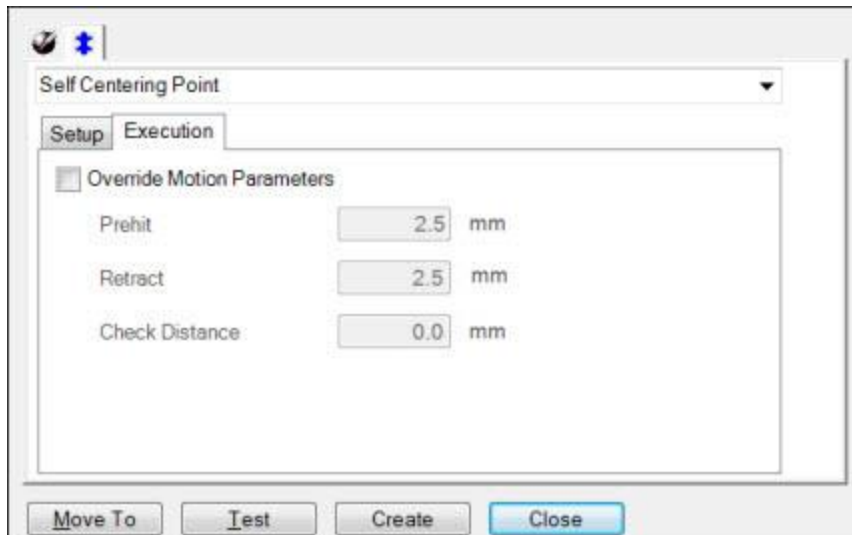 Self Centering Point
Setup Execution
Override Motion Parameters
Prehit 2.5 mm
Retract 2.5 mm
Check Distance 0.0 mm
Move To Test Create Close